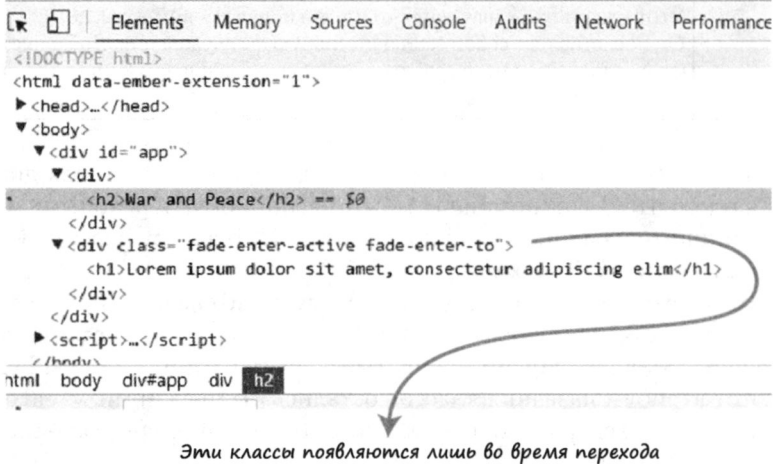 Elements Memory Sources Console Audits Network Performance
<!DOCTYPE html>
<html data-ember-extension="1">
▶<head>…</head>
▼<body>
▼<div id="app">
▼<div>
<h2>War and Peace</h2> == $0
</div>
▼<div class="fade-enter-active fade-enter-to">
<h1>Lorem ipsum dolor sit amet, consectetur adipiscing elim</h1>
</div>
</div>
▶<script>…</script>
</body>
html body div#app div h2
Эти классы появляются лишь во время перехода